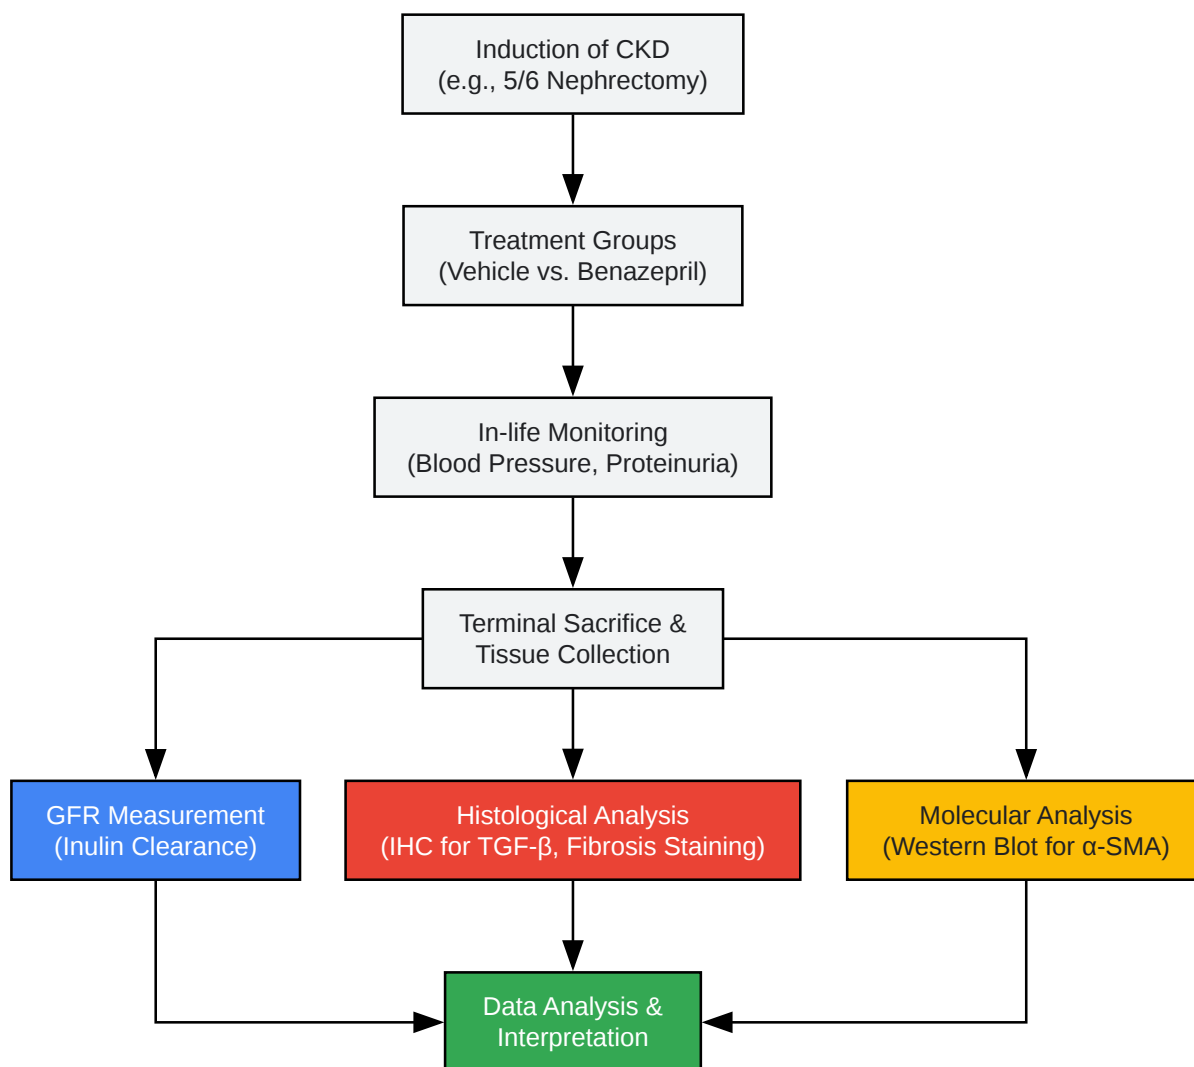 Induction of CKD
(e.g., 5/6 Nephrectomy)
Treatment Groups
(Vehicle vs. Benazepril)
In-life Monitoring
(Blood Pressure, Proteinuria)
Terminal Sacrifice &
Tissue Collection
GFR Measurement
(Inulin Clearance)
Histological Analysis
(IHC for TGF-β, Fibrosis Staining)
Molecular Analysis
(Western Blot for α-SMA)
Data Analysis &
Interpretation